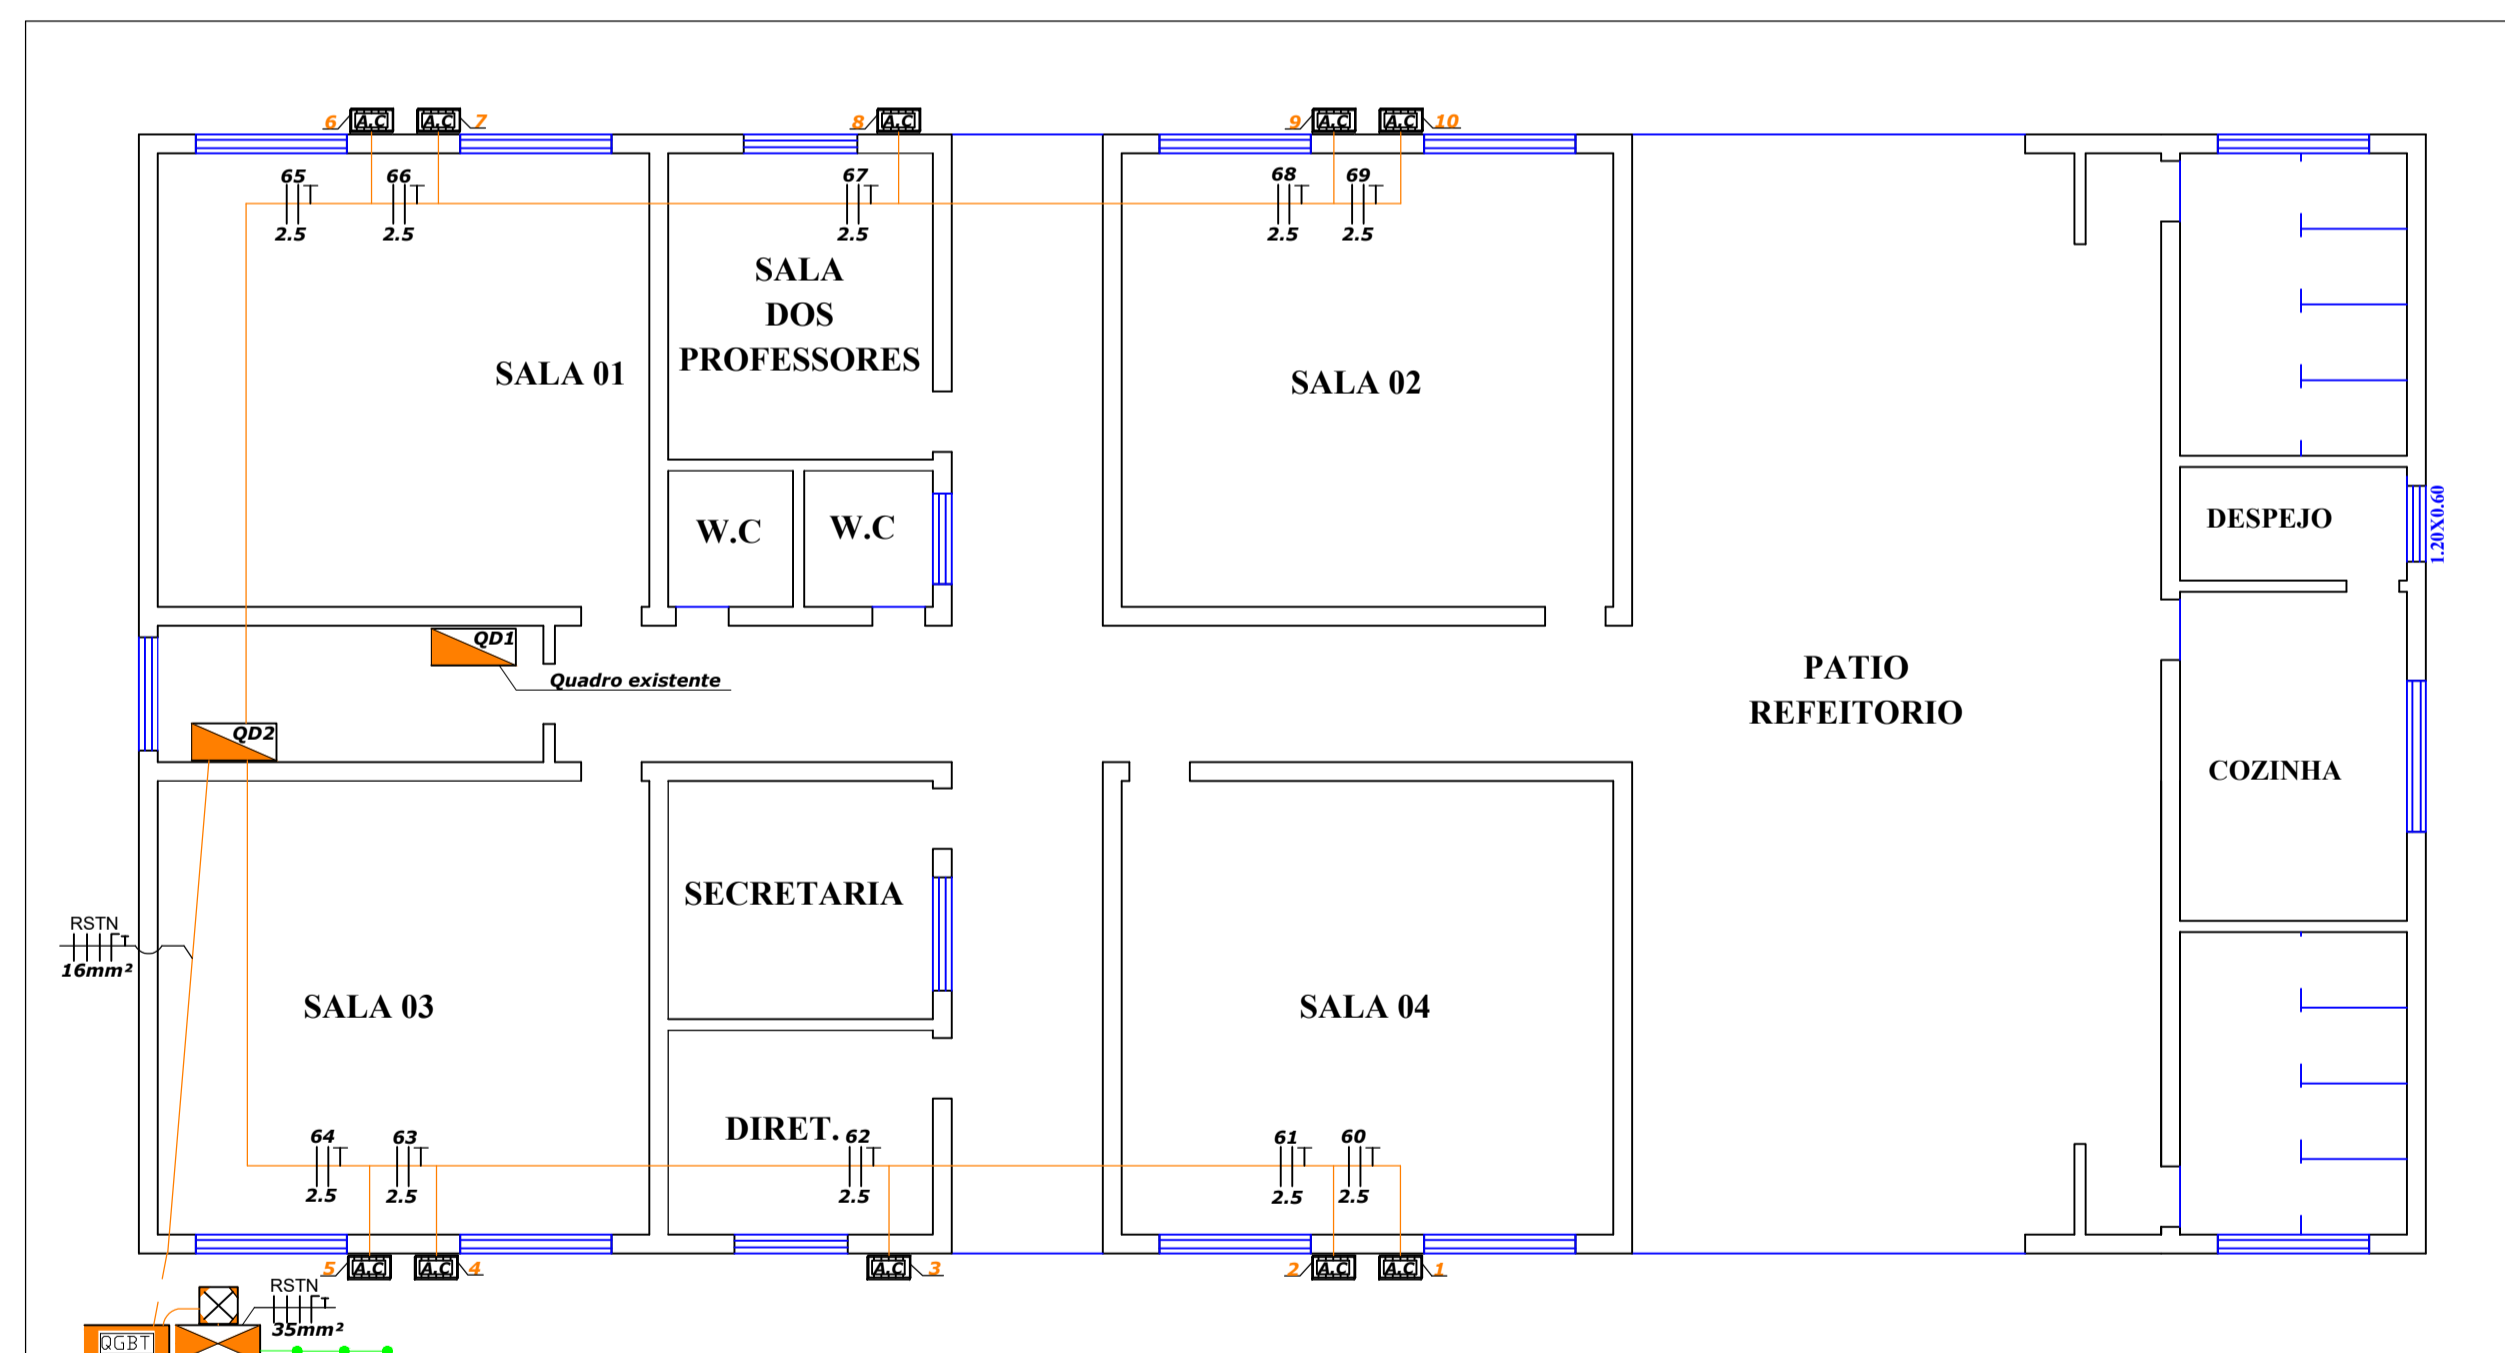 6 A.C A.C 7
8 A.C
9 A.C A.C 10
65 66
2.5 2.5
67
2.5
68 69
2.5 2.5
SALA
DOS
PROFESSORES
SALA 01
SALA 02
W.C
W.C
DESPEJO
1.20X0.60
QD1
Quadro existente
QD2
PATIO
REFEITORIO
COZINHA
SECRETARIA
RSTN
T
16mm²
SALA 03
SALA 04
DIRET.
64 63
2.5 2.5
62
2.5
61 60
2.5 2.5
5 A.C A.C 4
A.C 3
2 A.C A.C 1
RSTN
T
35mm²
QGBT